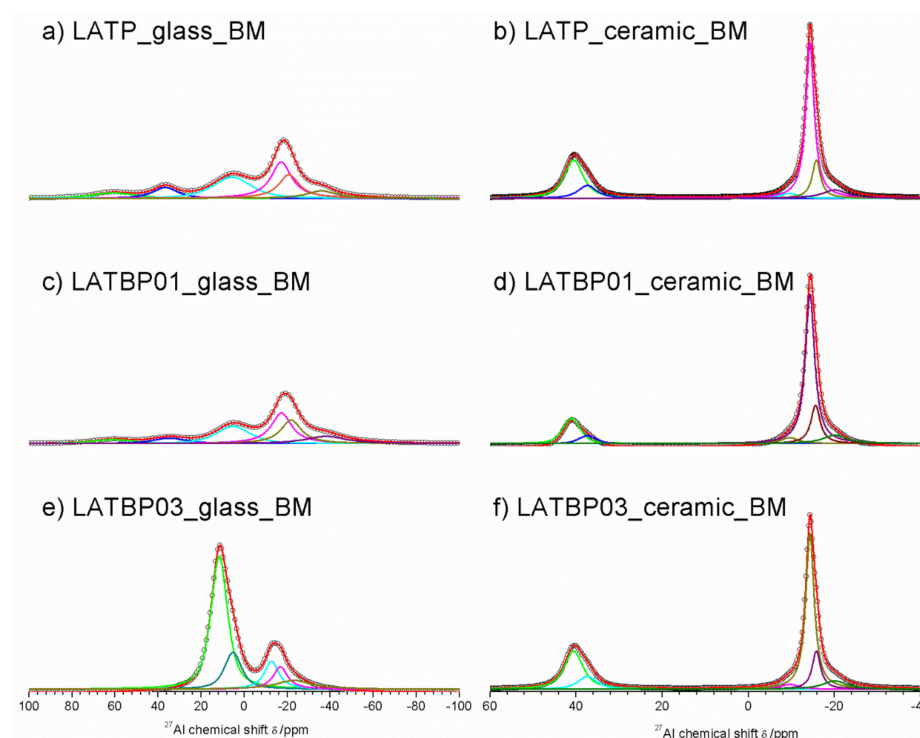 a) LATP_glass_BM
b) LATP_ceramic_BM
c) LATBP01_glass_BM
d) LATBP01_ceramic_BM
e) LATBP03_glass_BM
f) LATBP03_ceramic_BM
100 80 60 40 20 0 -20 -40 -60 -80 -100
60 40 20 0 -20
27Al chemical shift δ /ppm
27Al chemical shift δ /ppm